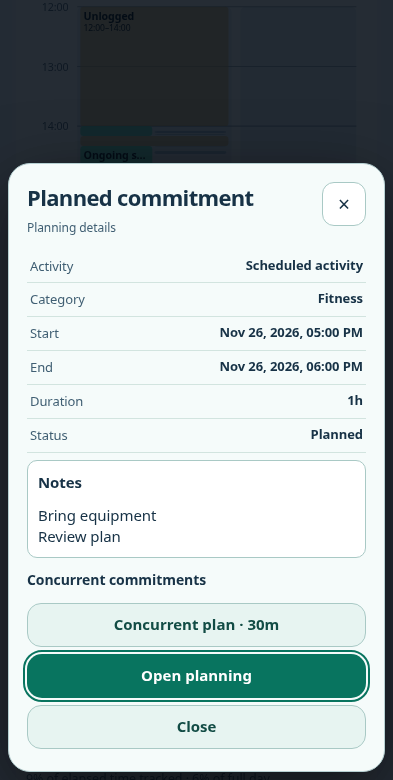 12:00
Unlogged
12:00–14:00
13:00
14:00
Ongoing s...
Planned commitment
×
Planning details
Activity
Scheduled activity
Category
Fitness
Start
Nov 26, 2026, 05:00 PM
End
Nov 26, 2026, 06:00 PM
Duration
1h
Status
Planned
Notes
Bring equipment
Review plan
Concurrent commitments
Concurrent plan · 30m
Open planning
Close